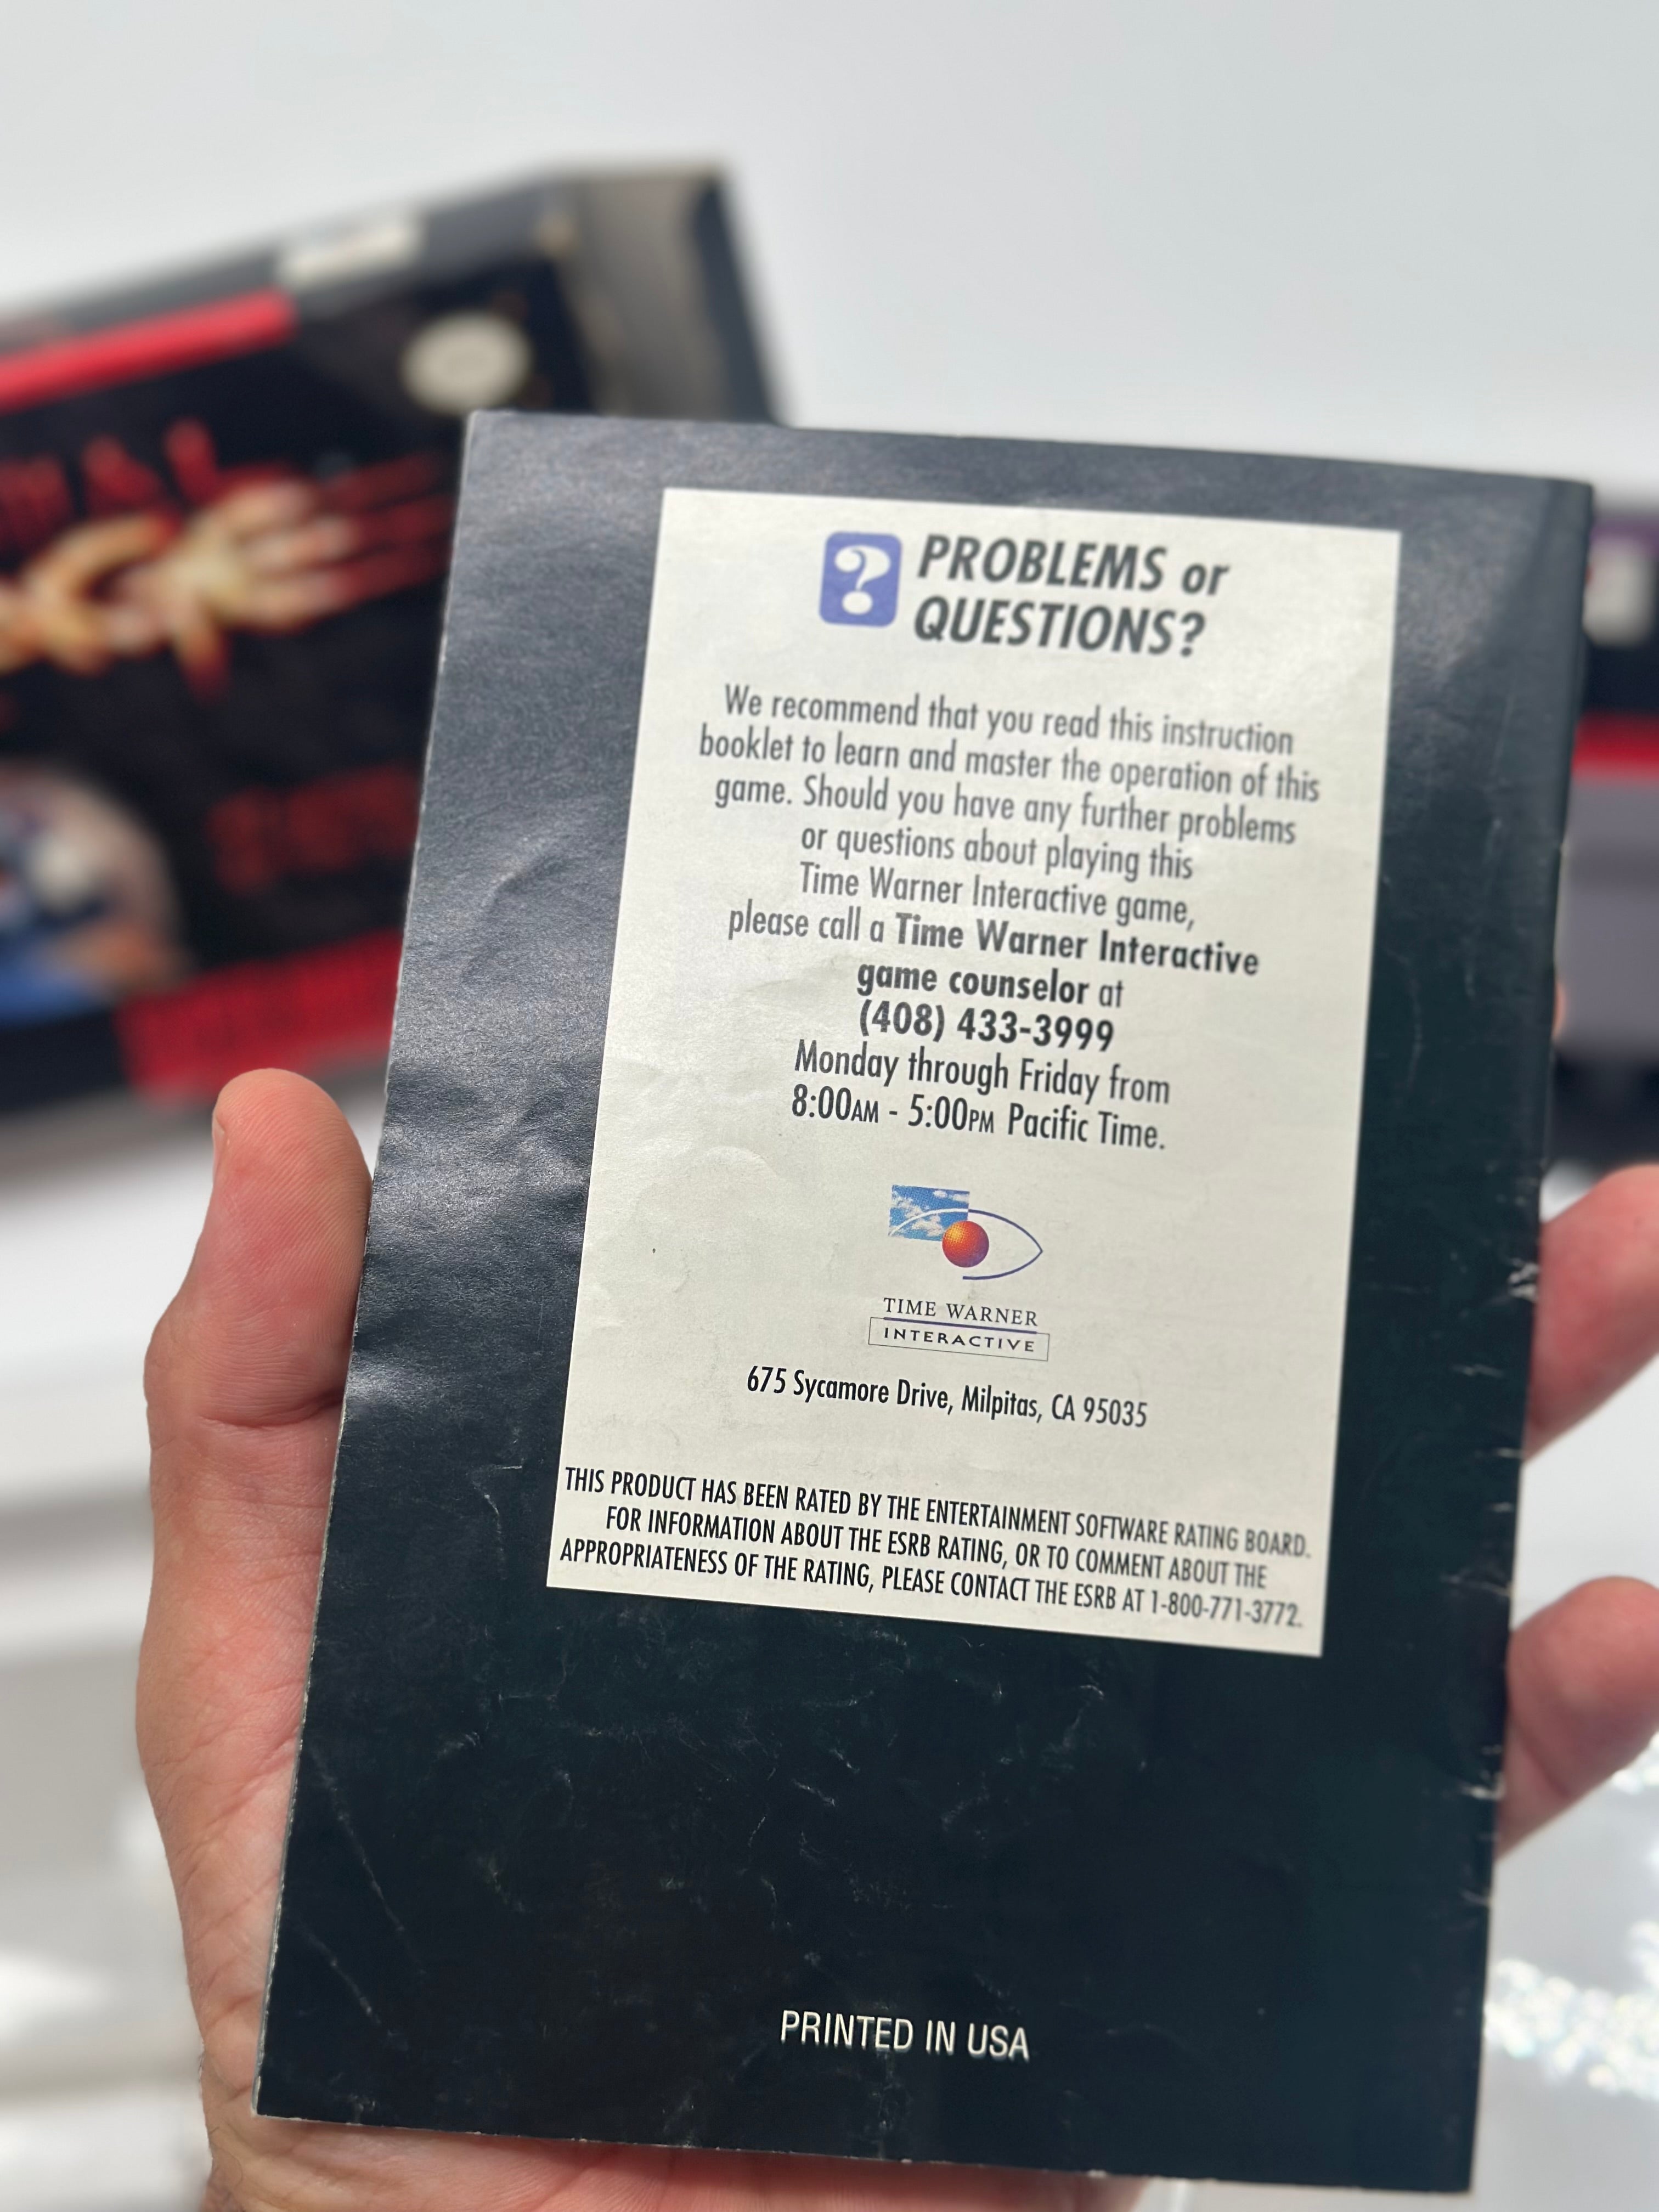 ?
PROBLEMS or
QUESTIONS?
We recommend that you read this instruction
booklet to learn and master the operation of this
game. Should you have any further problems
or questions about playing this
Time Warner Interactive game,
please call a Time Warner Interactive
game counselor at
(408) 433-3999
Monday through Friday from
8:00AM - 5:00PM Pacific Time.
TIME WARNER
INTERACTIVE
675 Sycamore Drive, Milpitas, CA 95035
THIS PRODUCT HAS BEEN RATED BY THE ENTERTAINMENT SOFTWARE RATING BOARD.
FOR INFORMATION ABOUT THE ESRB RATING, OR TO COMMENT ABOUT THE
APPROPRIATENESS OF THE RATING, PLEASE CONTACT THE ESRB AT 1-800-771-3772.
PRINTED IN USA